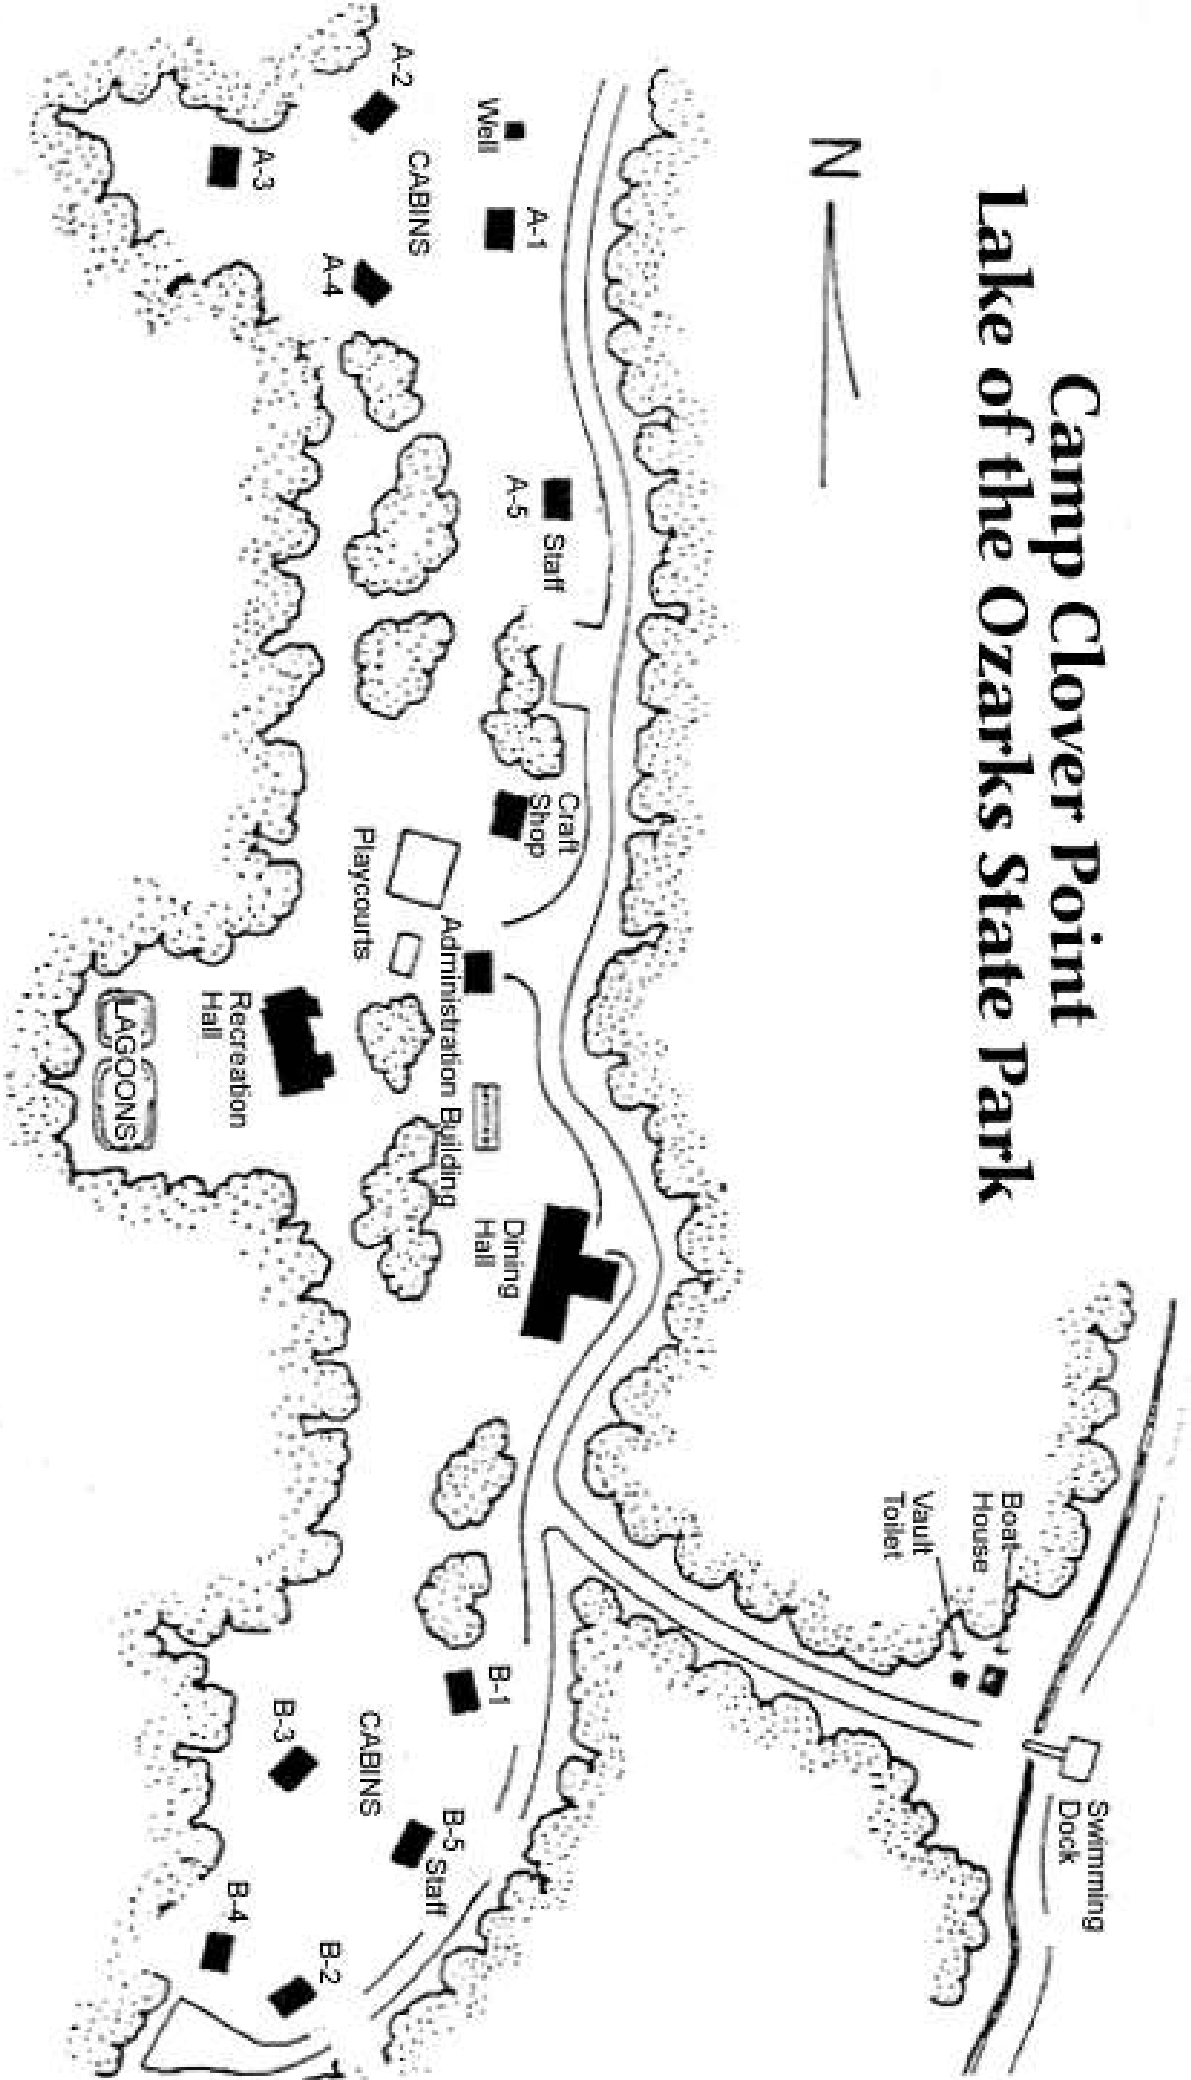 Camp Clover Point
Lake of the Ozarks State Park
N
A-2
Well
A-3
CABINS
A-1
A-4
A-5
Staff
Craft
Shop
Playcourts
Administration Building
Recreation
Hall
LAGOONS
Dining
Hall
Boat
House
Vault
Toilet
Swimming
Dock
B-1
B-3
CABINS
B-5
Staff
B-4
B-2